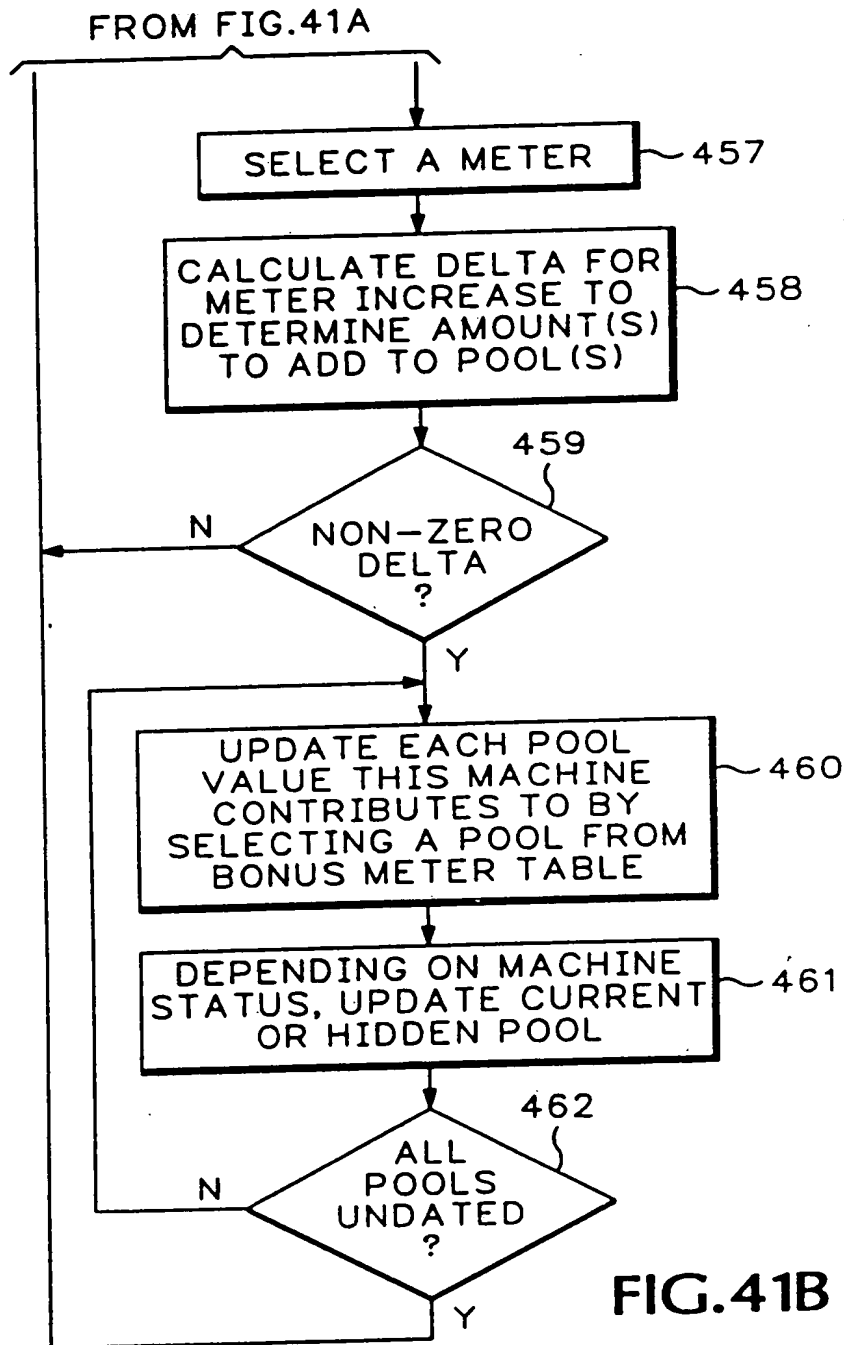 FROM FIG.41A
SELECT A METER
457
CALCULATE DELTA FOR
METER INCREASE TO
DETERMINE AMOUNT(S)
TO ADD TO POOL(S)
458
459
NON-ZERO
DELTA
?
N
Y
UPDATE EACH POOL
VALUE THIS MACHINE
CONTRIBUTES TO BY
SELECTING A POOL FROM
BONUS METER TABLE
460
DEPENDING ON MACHINE
STATUS, UPDATE CURRENT
OR HIDDEN POOL
461
462
ALL
POOLS
UNDATED
?
N
Y
FIG.41B